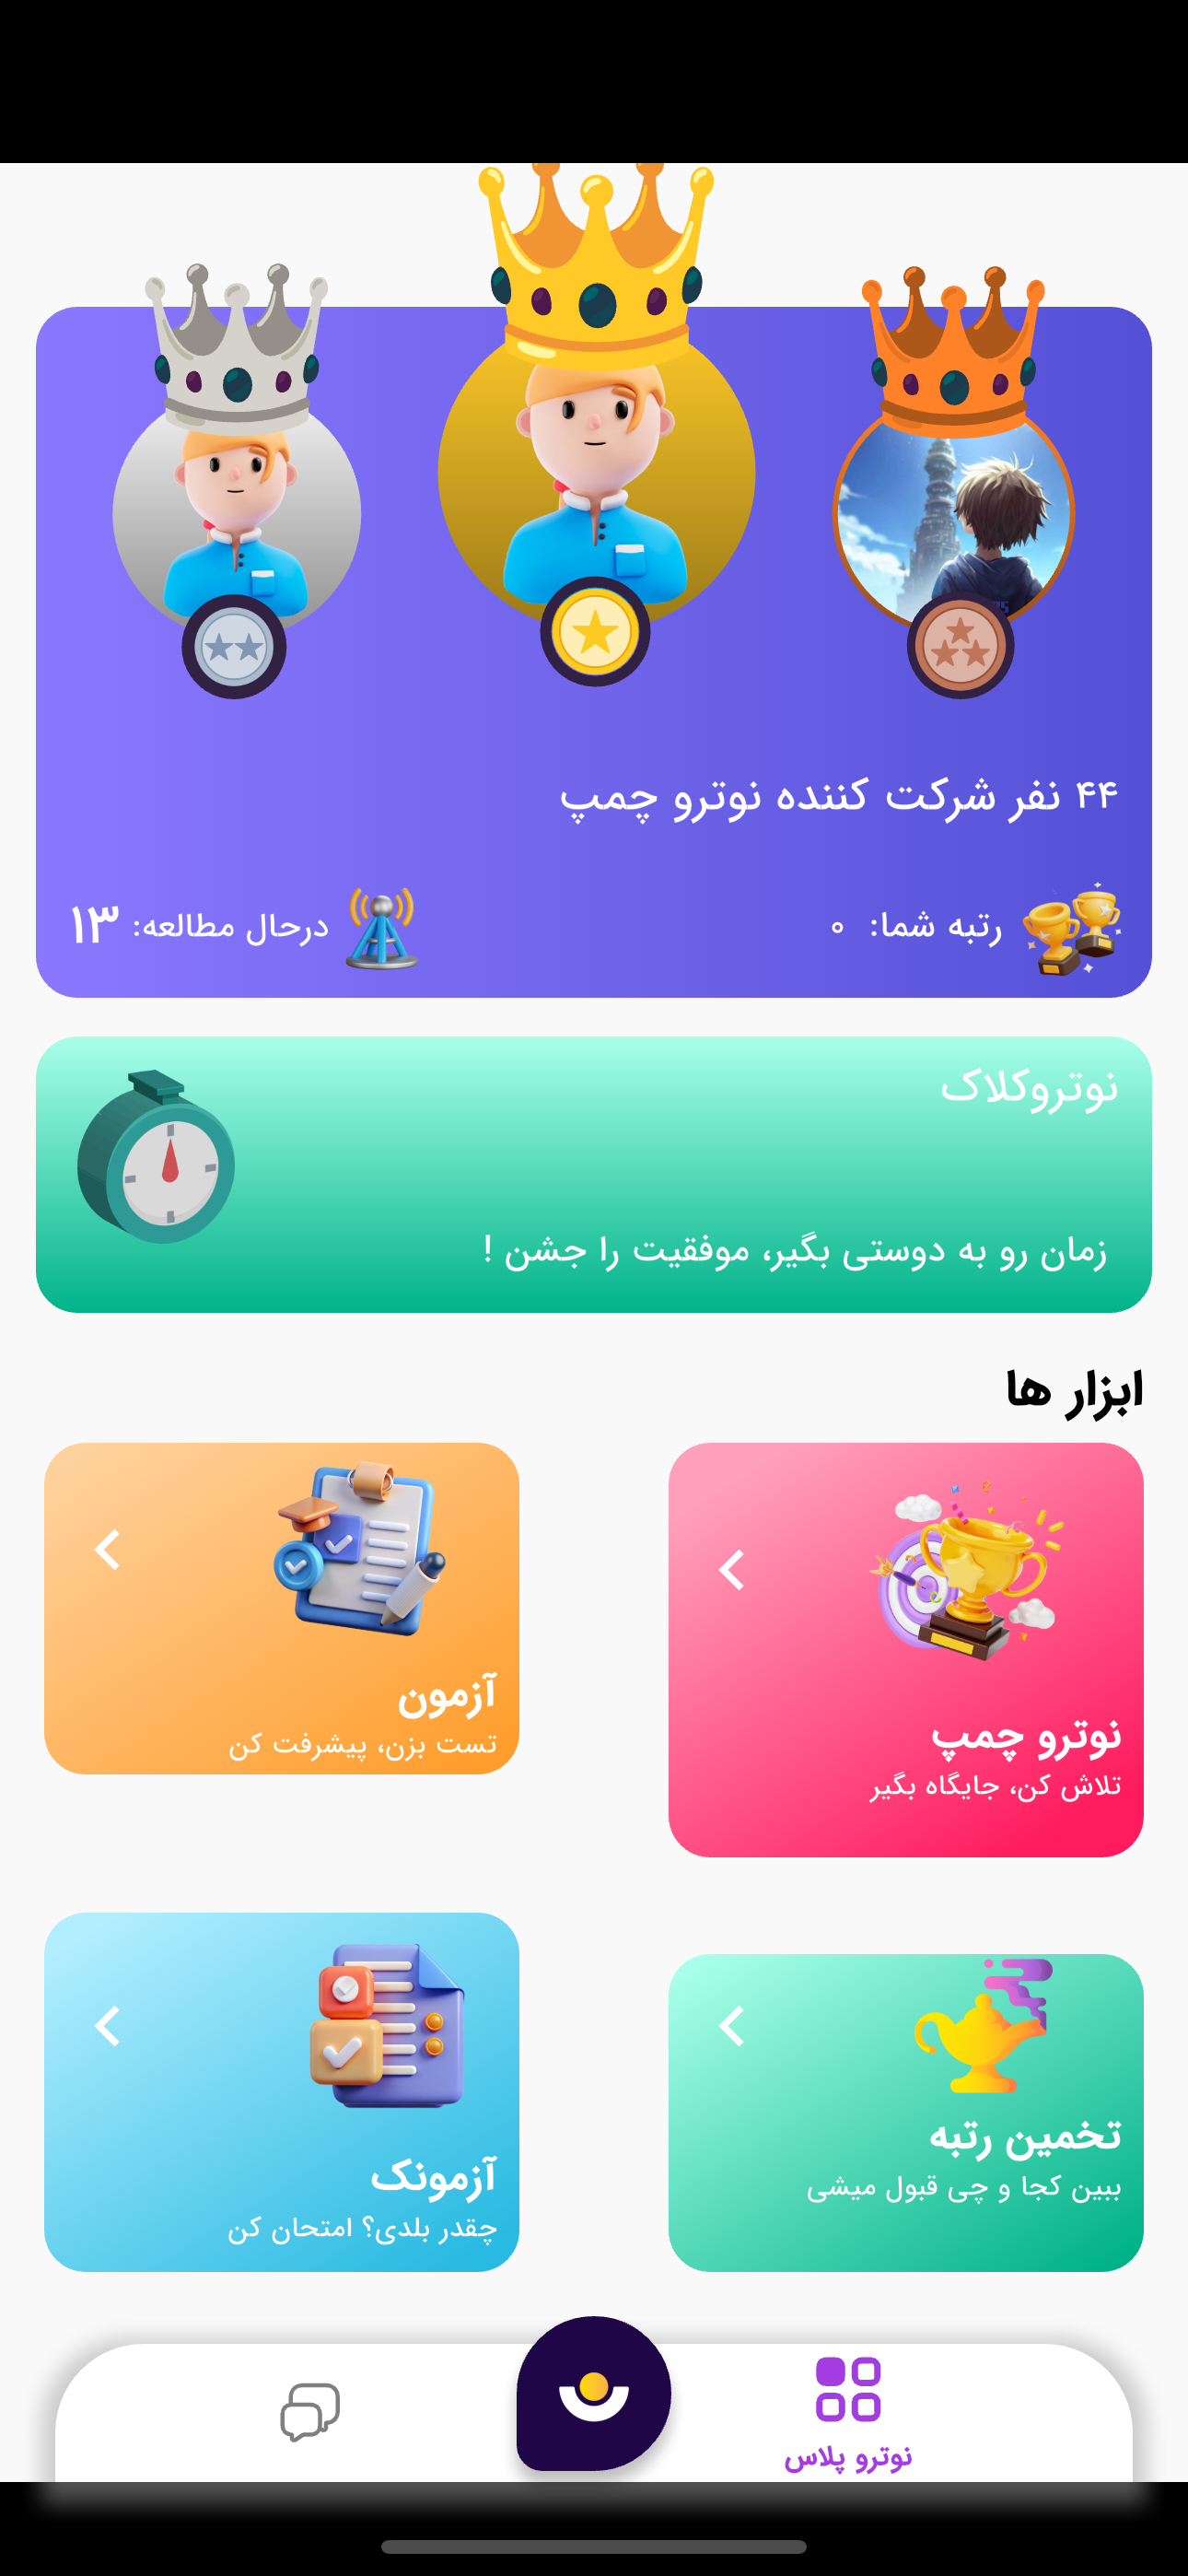 ۴۴ نفر شرکت کننده نوترو چمپ
رتبه شما: ۰
درحال مطالعه: ۱۳
نوتروکلاک
زمان رو به دوستی بگیر، موفقیت را جشن !
ابزار ها
نوترو چمپ
تلاش کن، جایگاه بگیر
آزمون
تست بزن، پیشرفت کن
تخمین رتبه
ببین کجا و چی قبول میشی
آزمونک
چقدر بلدی؟ امتحان کن
نوترو پلاس